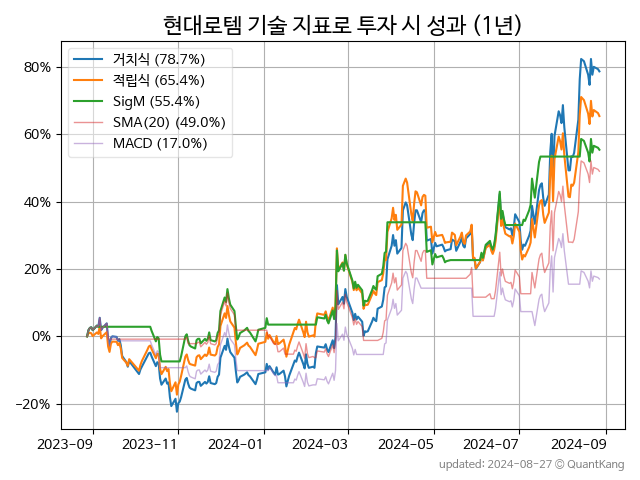 현대로템 기술 지표로 투자 시 성과 (1년)
거치식 (78.7%)
적립식 (65.4%)
SigM (55.4%)
SMA(20) (49.0%)
MACD (17.0%)
80%
60%
40%
20%
0%
−20%
2023-09 2023-11 2024-01 2024-03 2024-05 2024-07 2024-09
updated: 2024-08-27 ⓒ QuantKang